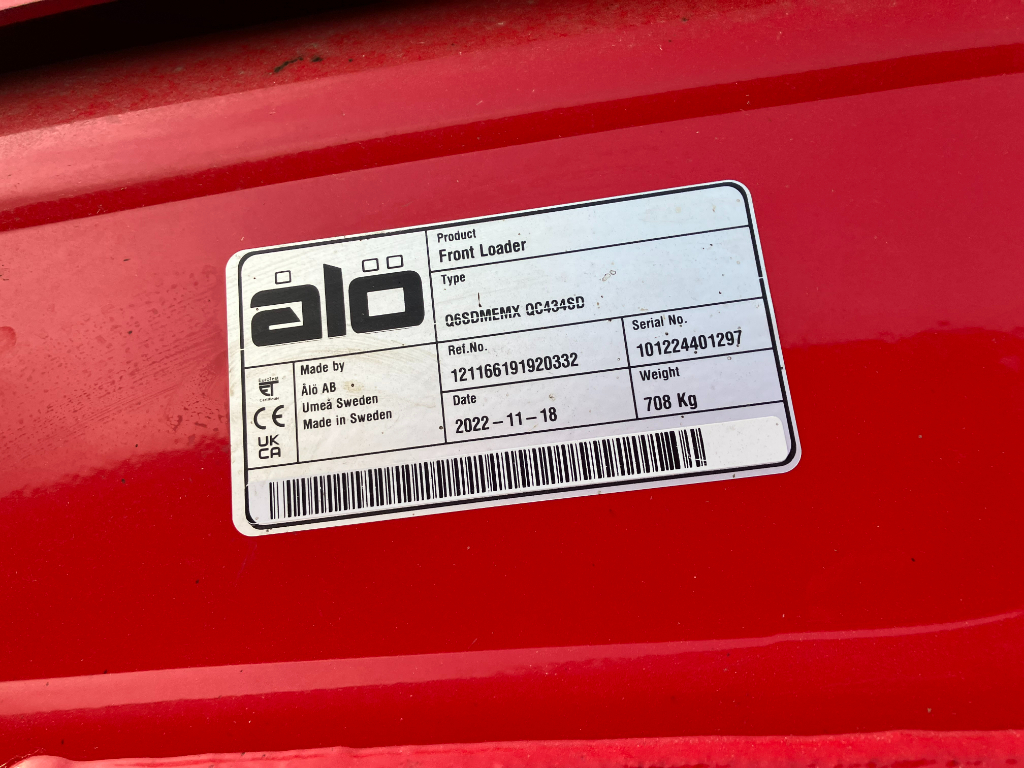 ålö
Product
Front Loader
Type
Q6SDMEMX QC434SD
Ref.No.
121166191920332
Serial No.
101224401297
Date
2022-11-18
Weight
708 Kg
Made by
Ålö AB
Umeå Sweden
Made in Sweden
CE
UK
CA